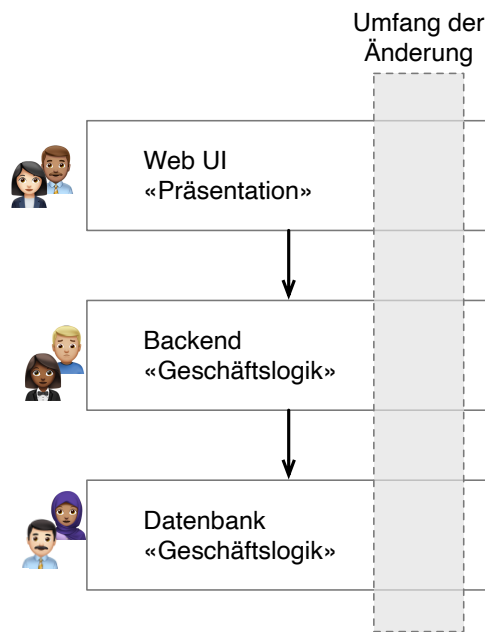 Umfang der
Änderung
Web UI
«Präsentation»
Backend
«Geschäftslogik»
Datenbank
«Geschäftslogik»